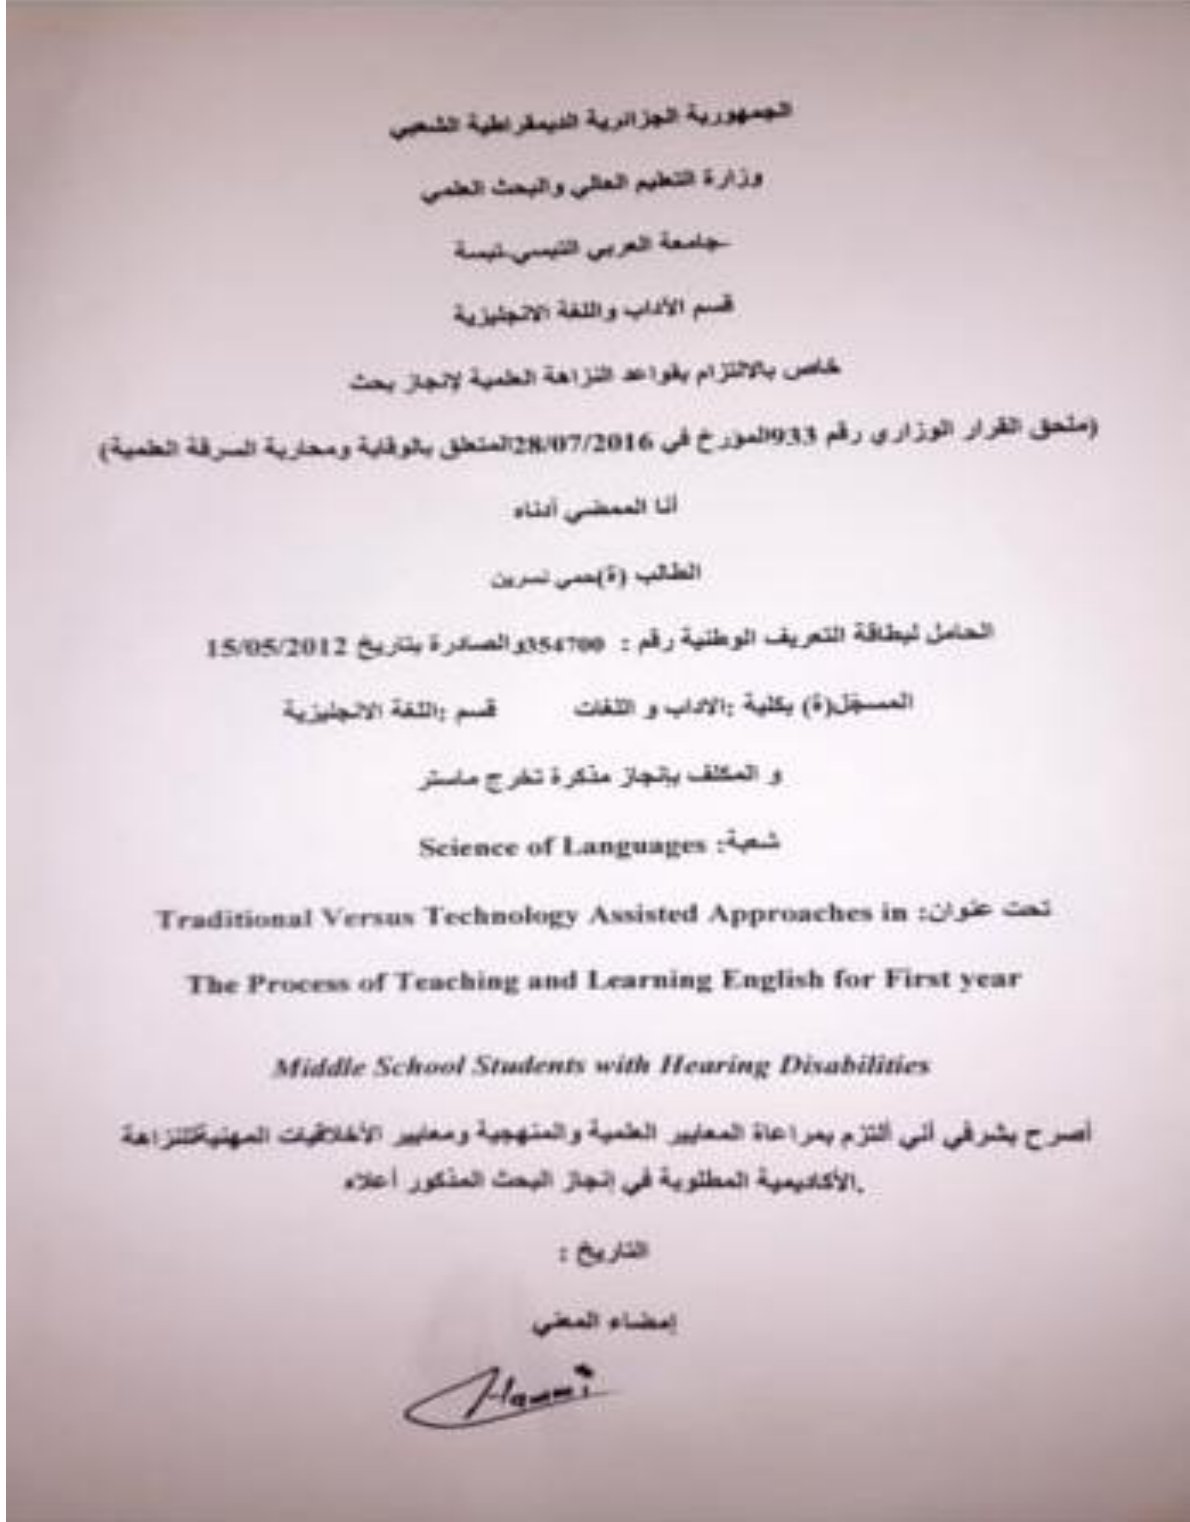 الجمهورية الجزائرية الديمقراطية الشعبي
وزارة التعليم العالي والبحث العلمي
-جامعة العربي التبسي-تبسة
قسم الأداب واللغة الانجليزية
خاص بالالتزام بقواعد النزاهة العلمية لإنجاز بحث
(ملحق القرار الوزاري رقم 933المؤرخ في 28/07/2016المتعلق بالوقاية ومحاربة السرقة العلمية)
أنا الممضي أدناه
الطالب (ة)حمي نسرين
الحامل لبطاقة التعريف الوطنية رقم : 354700والصادرة بتاريخ 15/05/2012
المسجّل(ة) بكلية :الاداب و اللغات قسم :اللغة الانجليزية
و المكلف بإنجاز مذكرة تخرج ماستر
شعبة: Science of Languages
تحت عنوان: Traditional Versus Technology Assisted Approaches in
The Process of Teaching and Learning English for First year
Middle School Students with Hearing Disabilities
أصرح بشرفي أني ألتزم بمراعاة المعايير العلمية والمنهجية ومعايير الأخلاقيات المهنيةللنزاهة
الأكاديمية المطلوبة في إنجاز البحث المذكور أعلاه.
التاريخ :
إمضاء المعني
Hammi